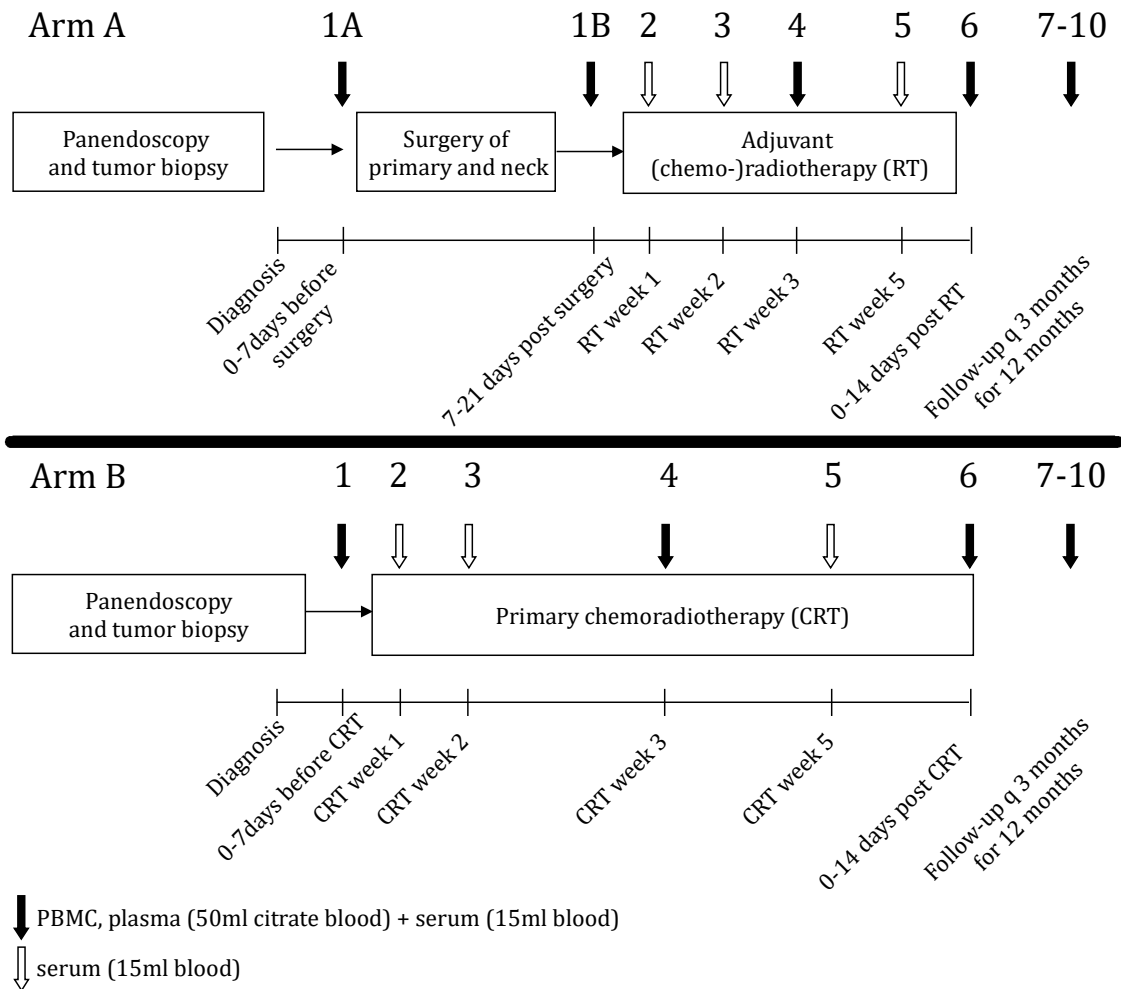 Arm A
1A
1B
2
3
4
5
6
7-10
Panendoscopy
and tumor biopsy
Surgery of
primary and neck
Adjuvant
(chemo-)radiotherapy (RT)
Diagnosis
0-7days before
surgery
7-21 days post surgery
RT week 1
RT week 2
RT week 3
RT week 5
0-14 days post RT
Follow-up q 3 months
for 12 months
Arm B
1
2
3
4
5
6
7-10
Panendoscopy
and tumor biopsy
Primary chemoradiotherapy (CRT)
Diagnosis
0-7days before CRT
CRT week 1
CRT week 2
CRT week 3
CRT week 5
0-14 days post CRT
Follow-up q 3 months
for 12 months
PBMC, plasma (50ml citrate blood) + serum (15ml blood)
serum (15ml blood)